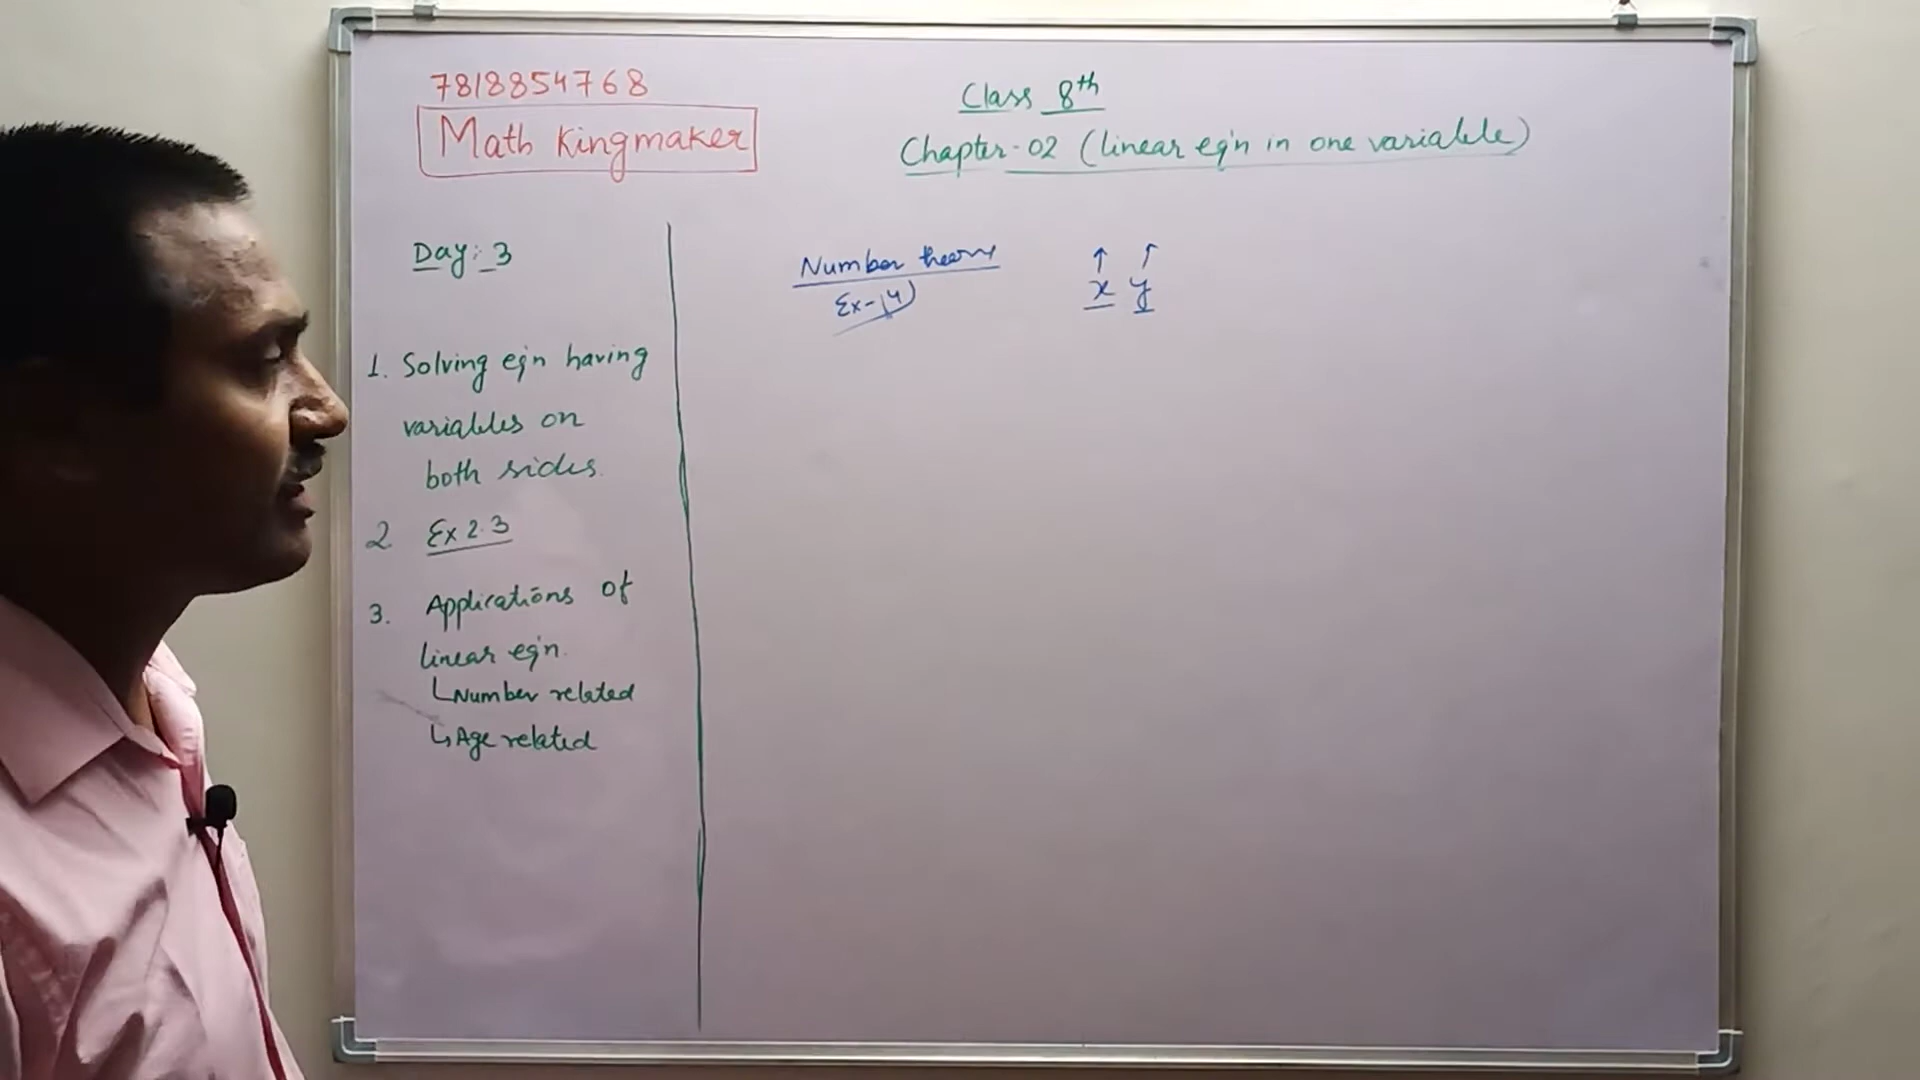 7818854768
Math Kingmaker
Class 8th
Chapter-02 (linear eq'n in one variable)
Day: 3
1. Solving eq'n having
variables on
both sides.
2 Ex 2.3
3. Applications of
linear eq'n.
Number related
Age related
Number theory
Ex-14
x y